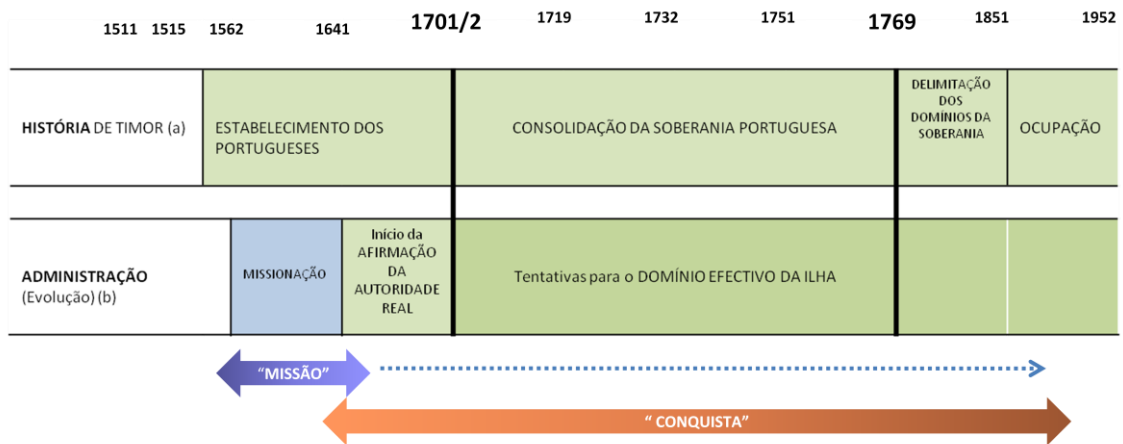 1511 1515 1562 1641 1701/2 1719 1732 1751 1769 1851 1952
HISTÓRIA DE TIMOR (a)
ESTABELECIMENTO DOS
PORTUGUESES
CONSOLIDAÇÃO DA SOBERANIA PORTUGUESA
DELIMITAÇÃO
DOS
DOMÍNIOS DA
SOBERANIA
OCUPAÇÃO
ADMINISTRAÇÃO
(Evolução) (b)
MISSIONAÇÃO
Início da
AFIRMAÇÃO
DA
AUTORIDADE
REAL
Tentativas para o DOMÍNIO EFECTIVO DA ILHA
“MISSÃO”
“ CONQUISTA”